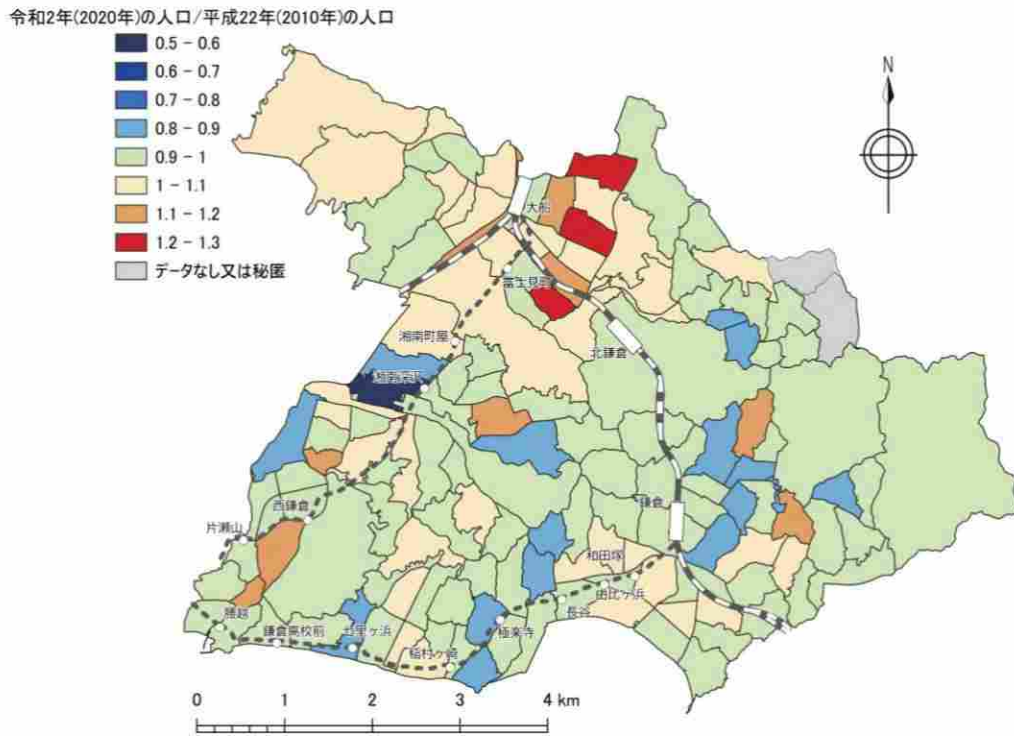 令和2年(2020年)の人口/平成22年(2010年)の人口
0.5 - 0.6
0.6 - 0.7
0.7 - 0.8
0.8 - 0.9
0.9 - 1
1 - 1.1
1.1 - 1.2
1.2 - 1.3
データなし又は秘匿
N
大船
富士見町
湘南町屋
北鎌倉
湘南深沢
鎌倉
西鎌倉
片瀬山
和田塚
由比ヶ浜
長谷
腰越
鎌倉高校前
七里ヶ浜
極楽寺
稲村ヶ崎
0 1 2 3 4 km